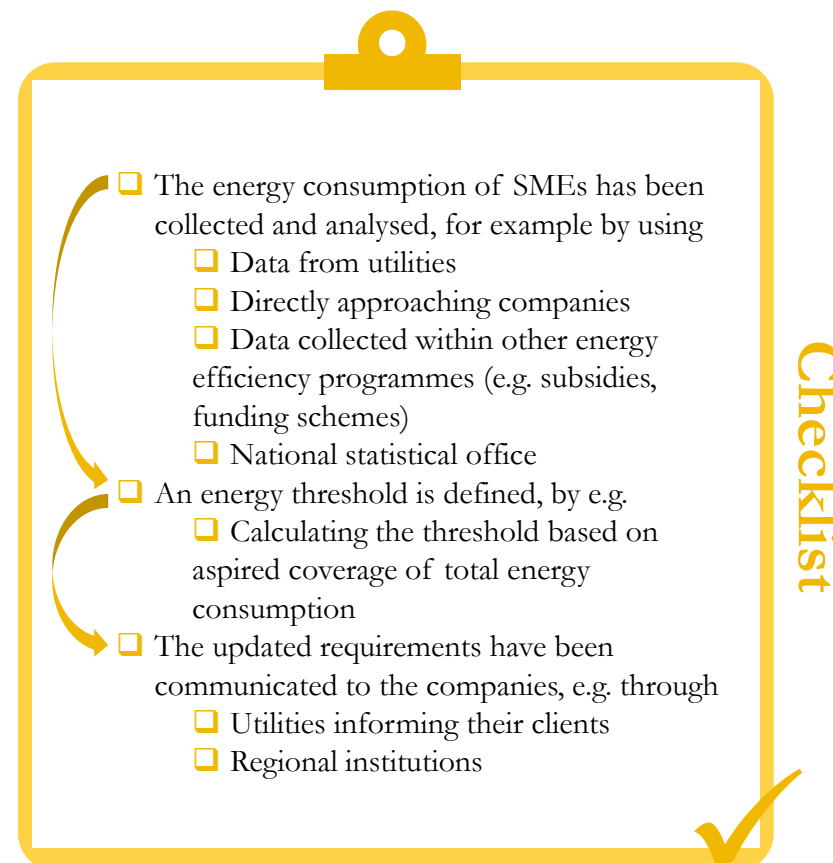 ❑ The energy consumption of SMEs has been
collected and analysed, for example by using
❑ Data from utilities
❑ Directly approaching companies
❑ Data collected within other energy
efficiency programmes (e.g. subsidies,
funding schemes)
❑ National statistical office
❑ An energy threshold is defined, by e.g.
❑ Calculating the threshold based on
aspired coverage of total energy
consumption
❑ The updated requirements have been
communicated to the companies, e.g. through
❑ Utilities informing their clients
❑ Regional institutions
Checklist